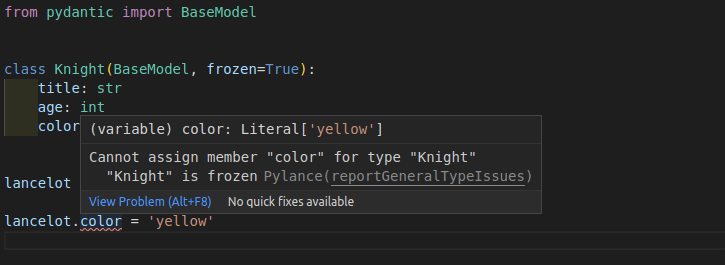 from pydantic import BaseModel
class Knight(BaseModel, frozen=True):
title: str
age: int
color
(variable) color: Literal['yellow']
Cannot assign member "color" for type "Knight"
"Knight" is frozen Pylance(reportGeneralTypeIssues)
View Problem (Alt+F8) No quick fixes available
lancelot
lancelot.color = 'yellow'